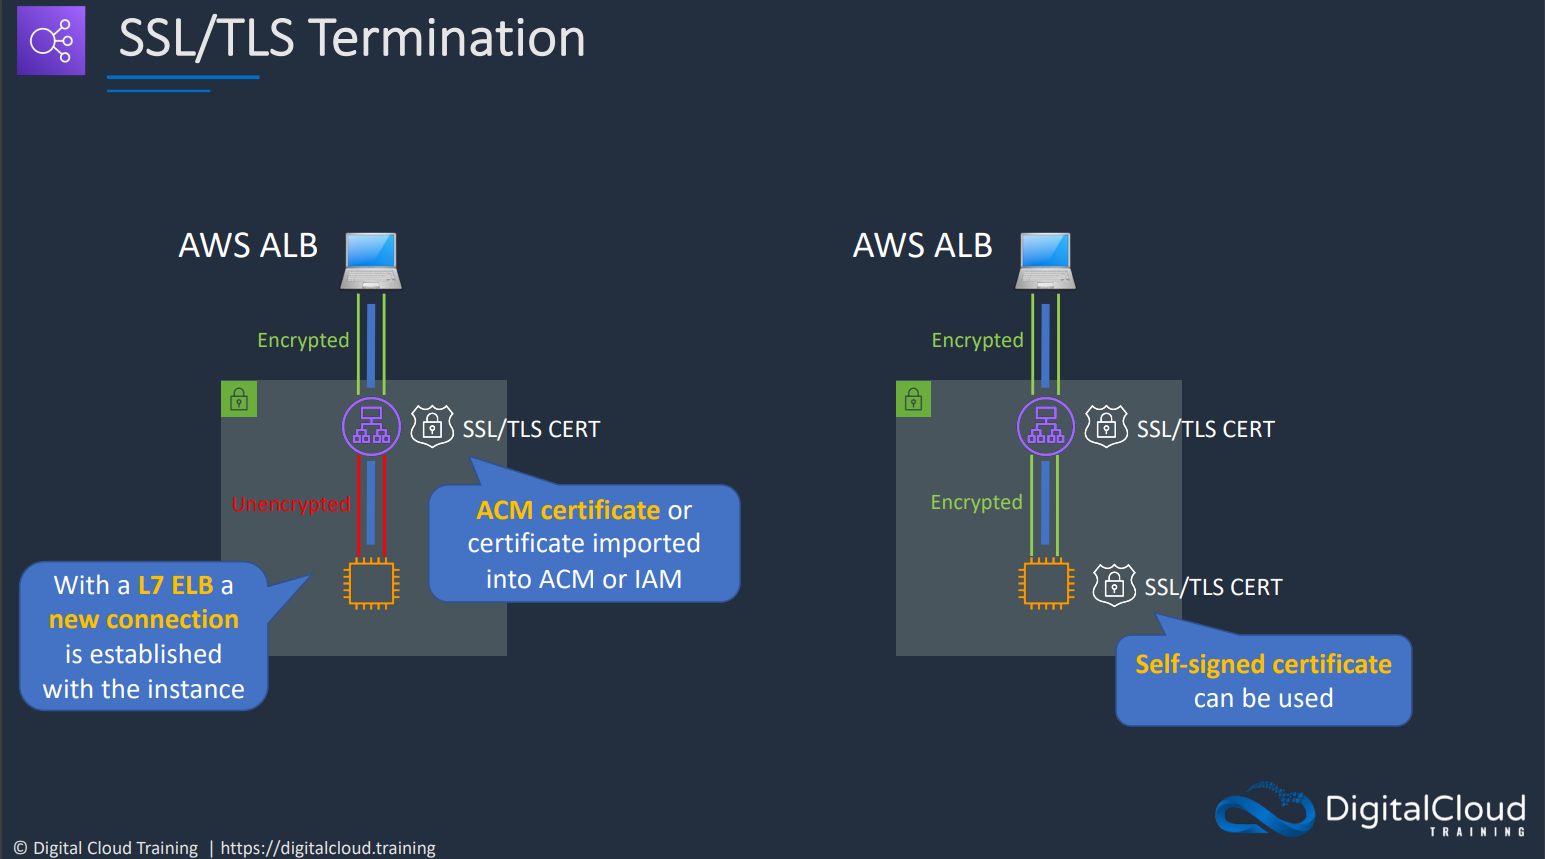 SSL/TLS Termination
AWS ALB
Encrypted
SSL/TLS CERT
Unencrypted
ACM certificate or
certificate imported
into ACM or IAM
With a L7 ELB a
new connection
is established
with the instance
AWS ALB
Encrypted
SSL/TLS CERT
Encrypted
SSL/TLS CERT
Self-signed certificate
can be used
DigitalCloud
TRAINING
© Digital Cloud Training | https://digitalcloud.training